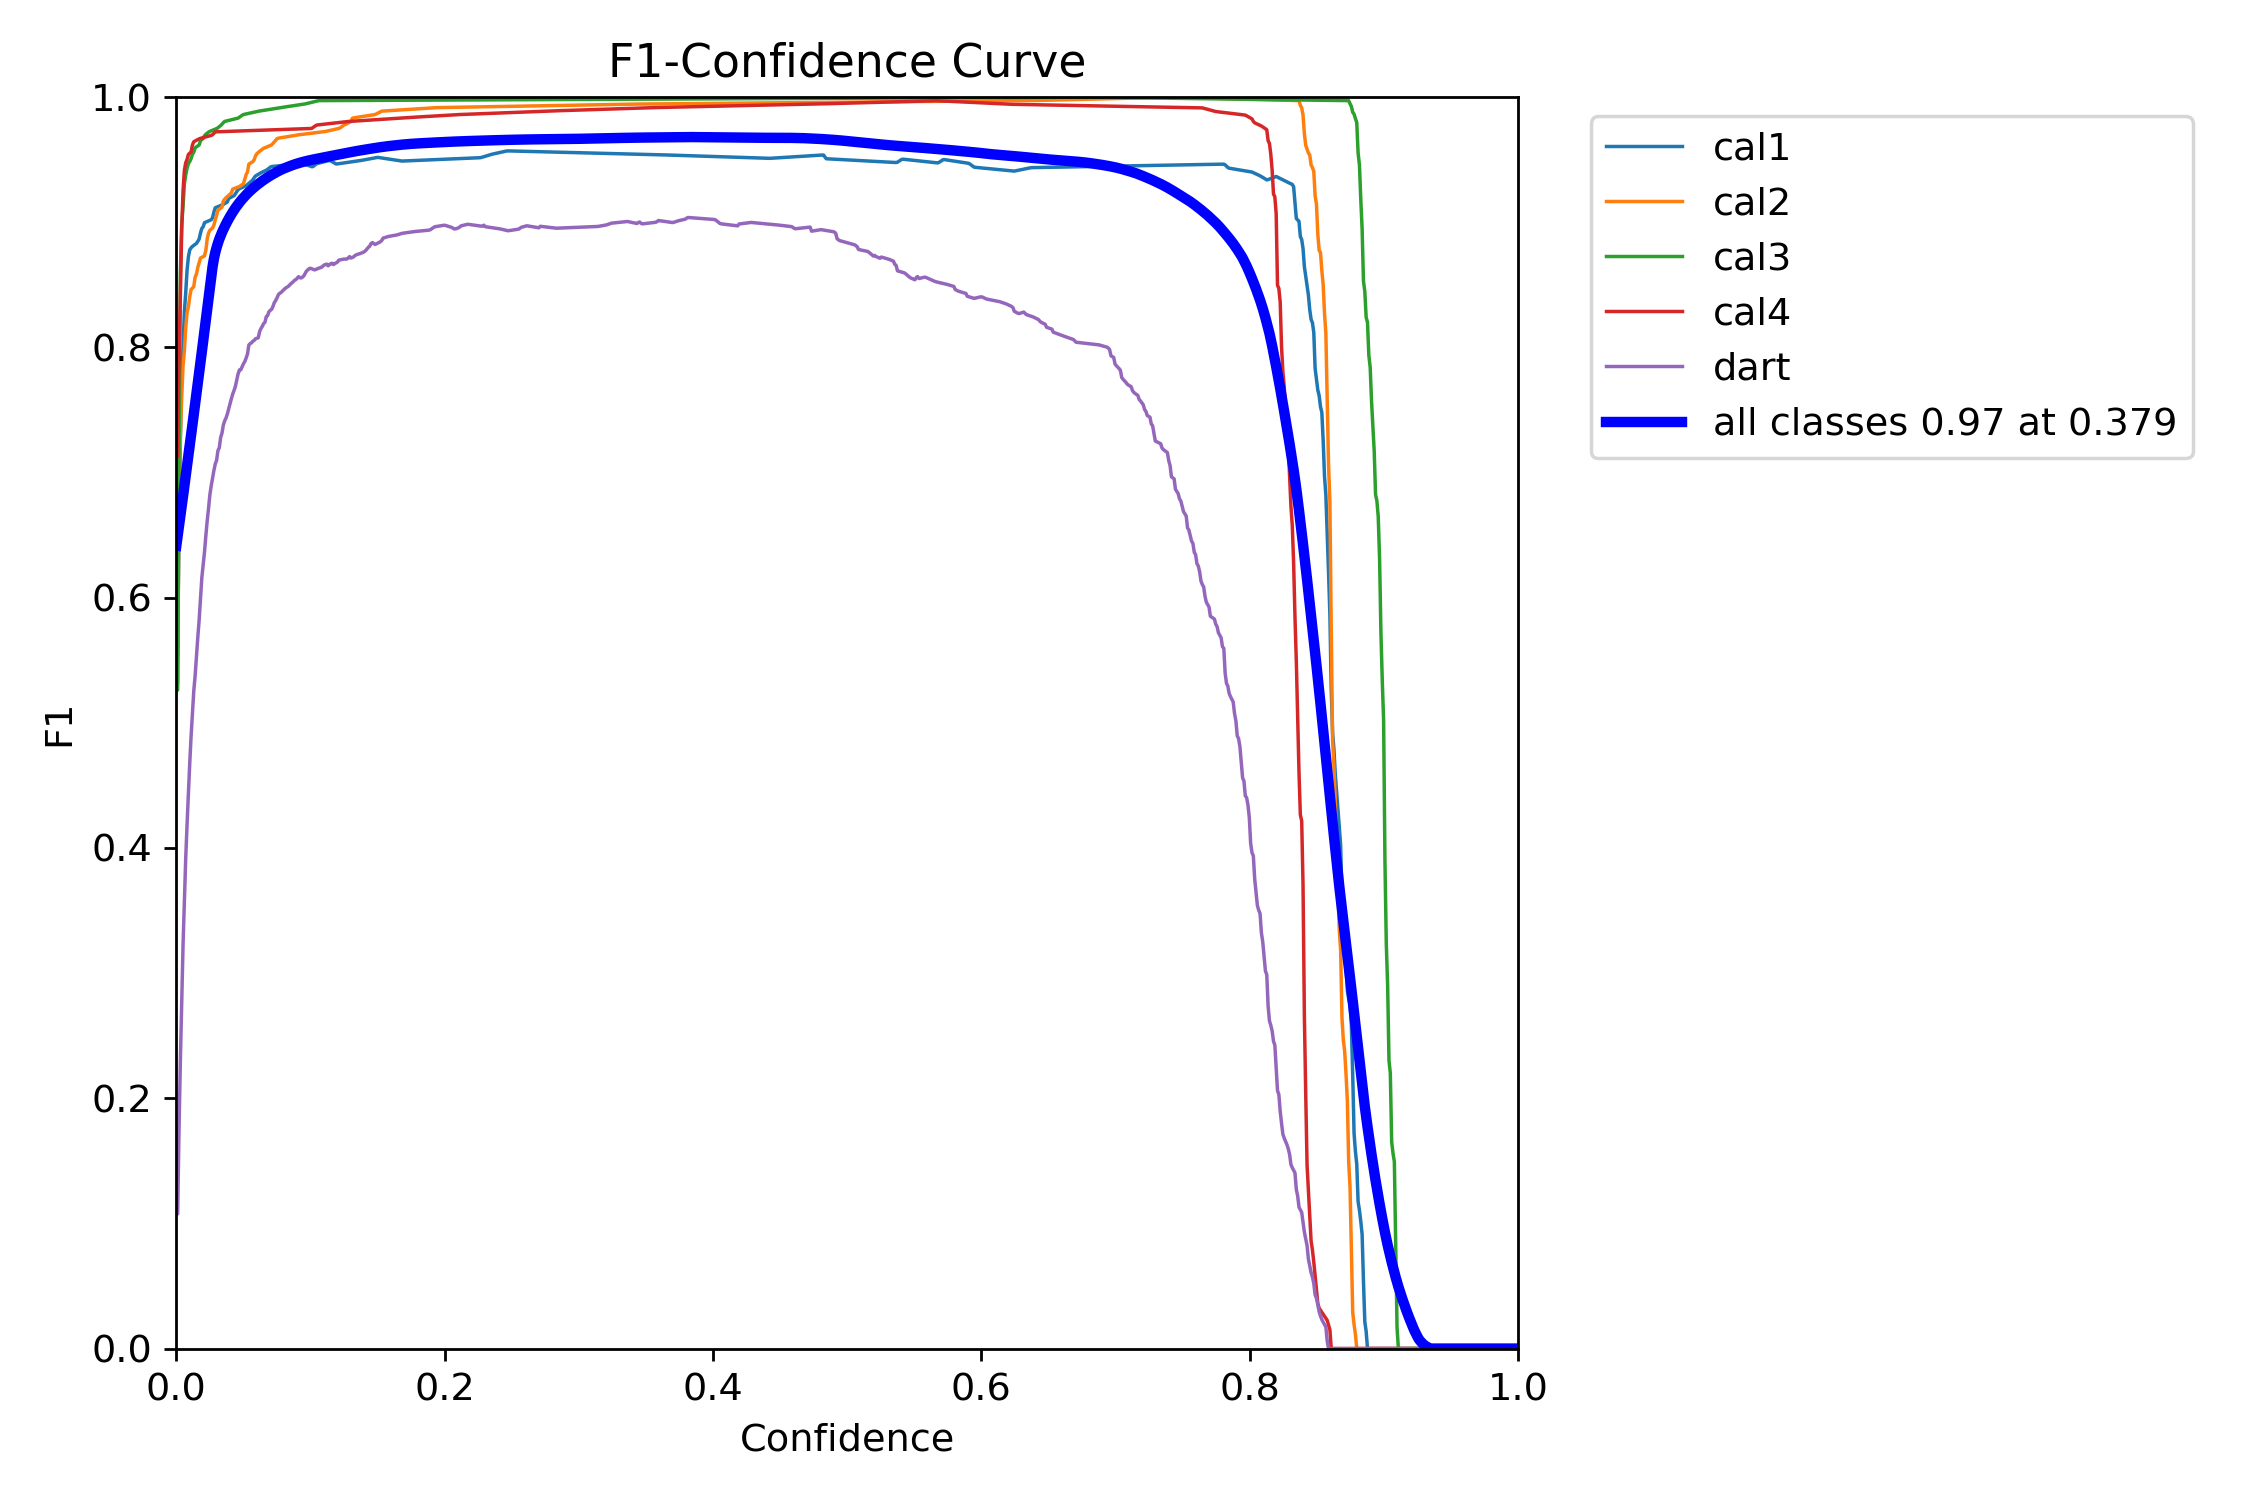 F1-Confidence Curve
1.0
0.8
0.6
0.4
0.2
0.0
F1
0.0 0.2 0.4 0.6 0.8 1.0
Confidence
cal1
cal2
cal3
cal4
dart
all classes 0.97 at 0.379